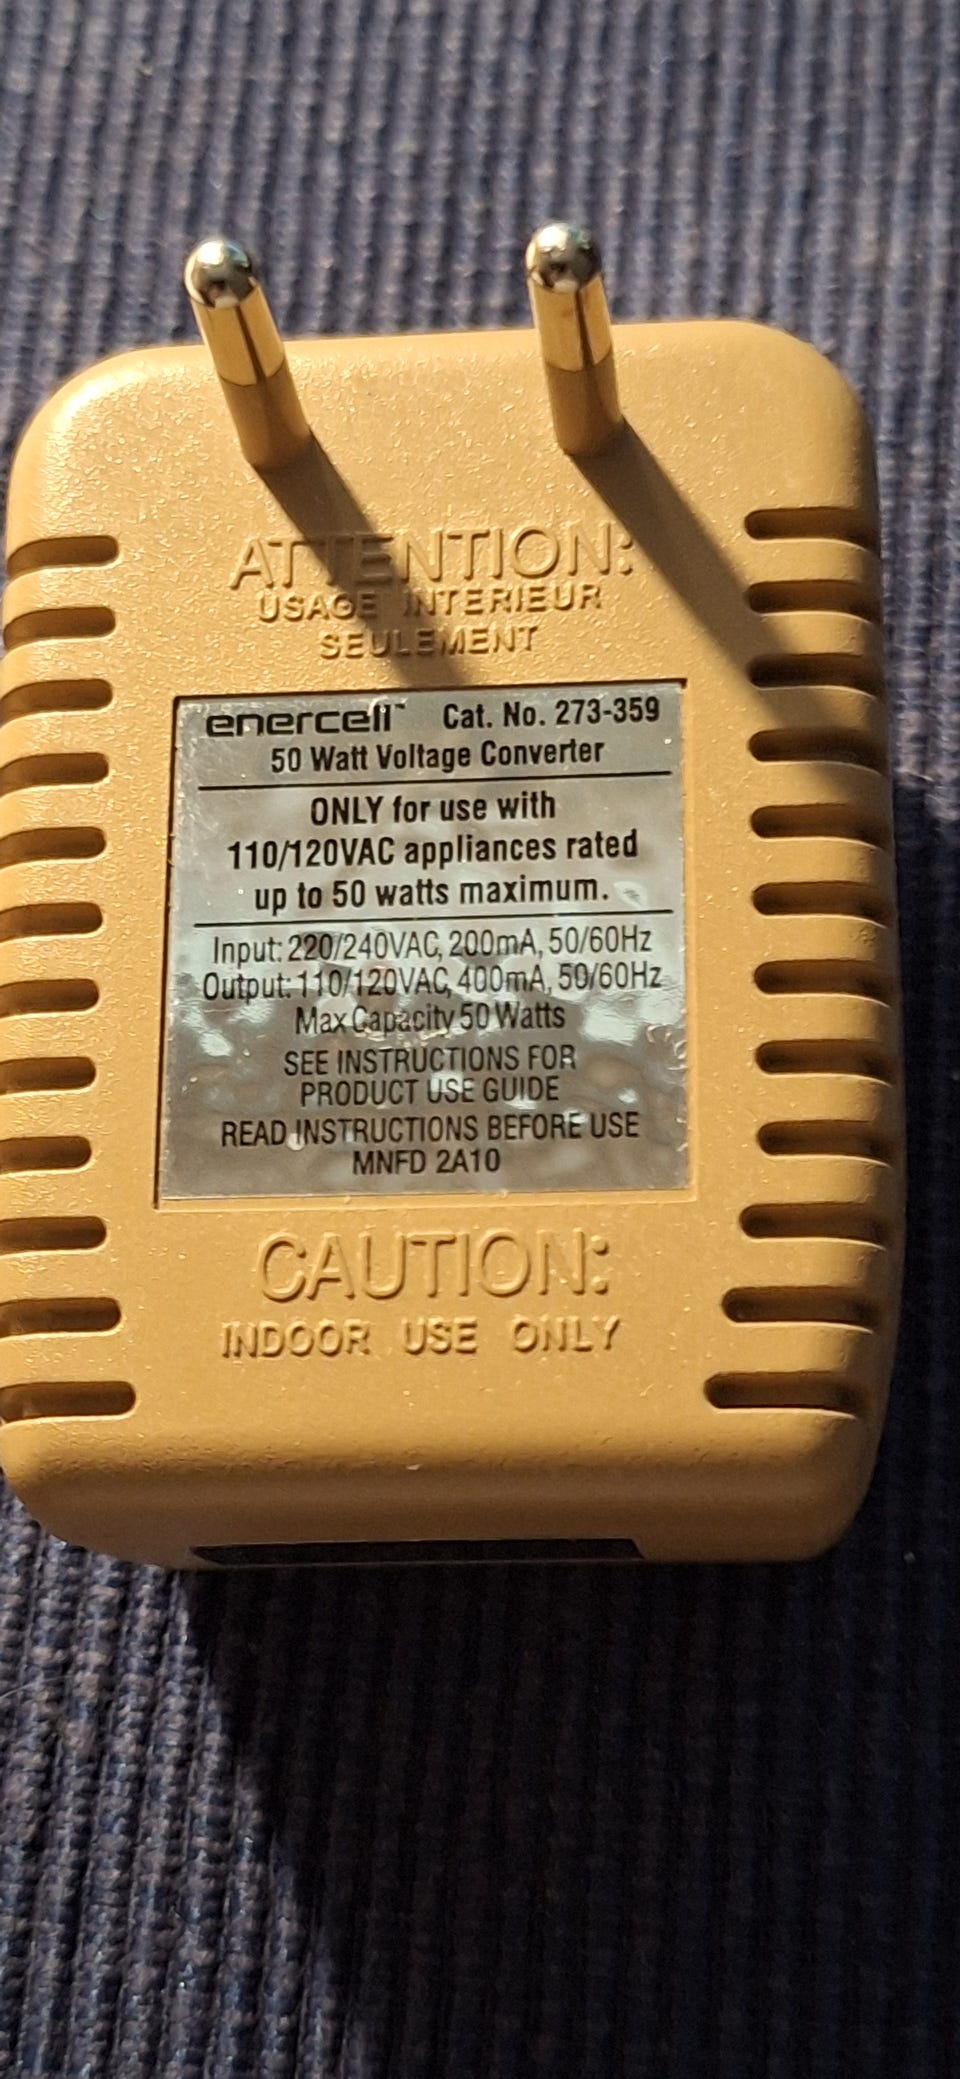 ATTENTION:
USAGE INTERIEUR
SEULEMENT
enercell™ Cat. No. 273-359
50 Watt Voltage Converter
ONLY for use with
110/120VAC appliances rated
up to 50 watts maximum.
Input: 220/240VAC, 200mA, 50/60Hz
Output: 110/120VAC, 400mA, 50/60Hz
Max Capacity 50 Watts
SEE INSTRUCTIONS FOR
PRODUCT USE GUIDE
READ INSTRUCTIONS BEFORE USE
MNFD 2A10
CAUTION:
INDOOR USE ONLY